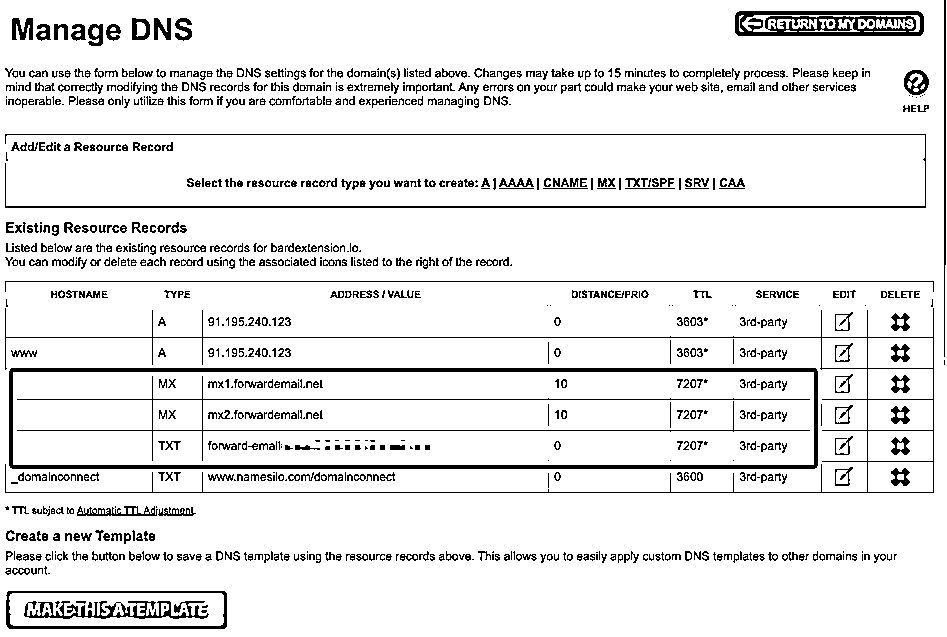 Manage DNS
RETURN TO MY DOMAINS
You can use the form below to manage the DNS settings for the domain(s) listed above. Changes may take up to 15 minutes to completely process. Please keep in
mind that correctly modifying the DNS records for this domain is extremely important. Any errors on your part could make your web site, email and other services
inoperable. Please only utilize this form if you are comfortable and experienced managing DNS.
HELP
Add/Edit a Resource Record
Select the resource record type you want to create: A | AAAA | CNAME | MX | TXT/SPF | SRV | CAA
Existing Resource Records
Listed below are the existing resource records for bardextension.io.
You can modify or delete each record using the associated icons listed to the right of the record.
HOSTNAME TYPE ADDRESS / VALUE DISTANCE/PRIO TTL SERVICE EDIT DELETE
A 91.195.240.123 0 3603* 3rd-party
www A 91.195.240.123 0 3603* 3rd-party
MX mx1.forwardemail.net 10 7207* 3rd-party
MX mx2.forwardemail.net 10 7207* 3rd-party
TXT forward-email: 0 7207* 3rd-party
_domainconnect TXT www.namesilo.com/domainconnect 0 3600 3rd-party
* TTL subject to Automatic TTL Adjustment.
Create a new Template
Please click the button below to save a DNS template using the resource records above. This allows you to easily apply custom DNS templates to other domains in your
account.
MAKE THIS A TEMPLATE